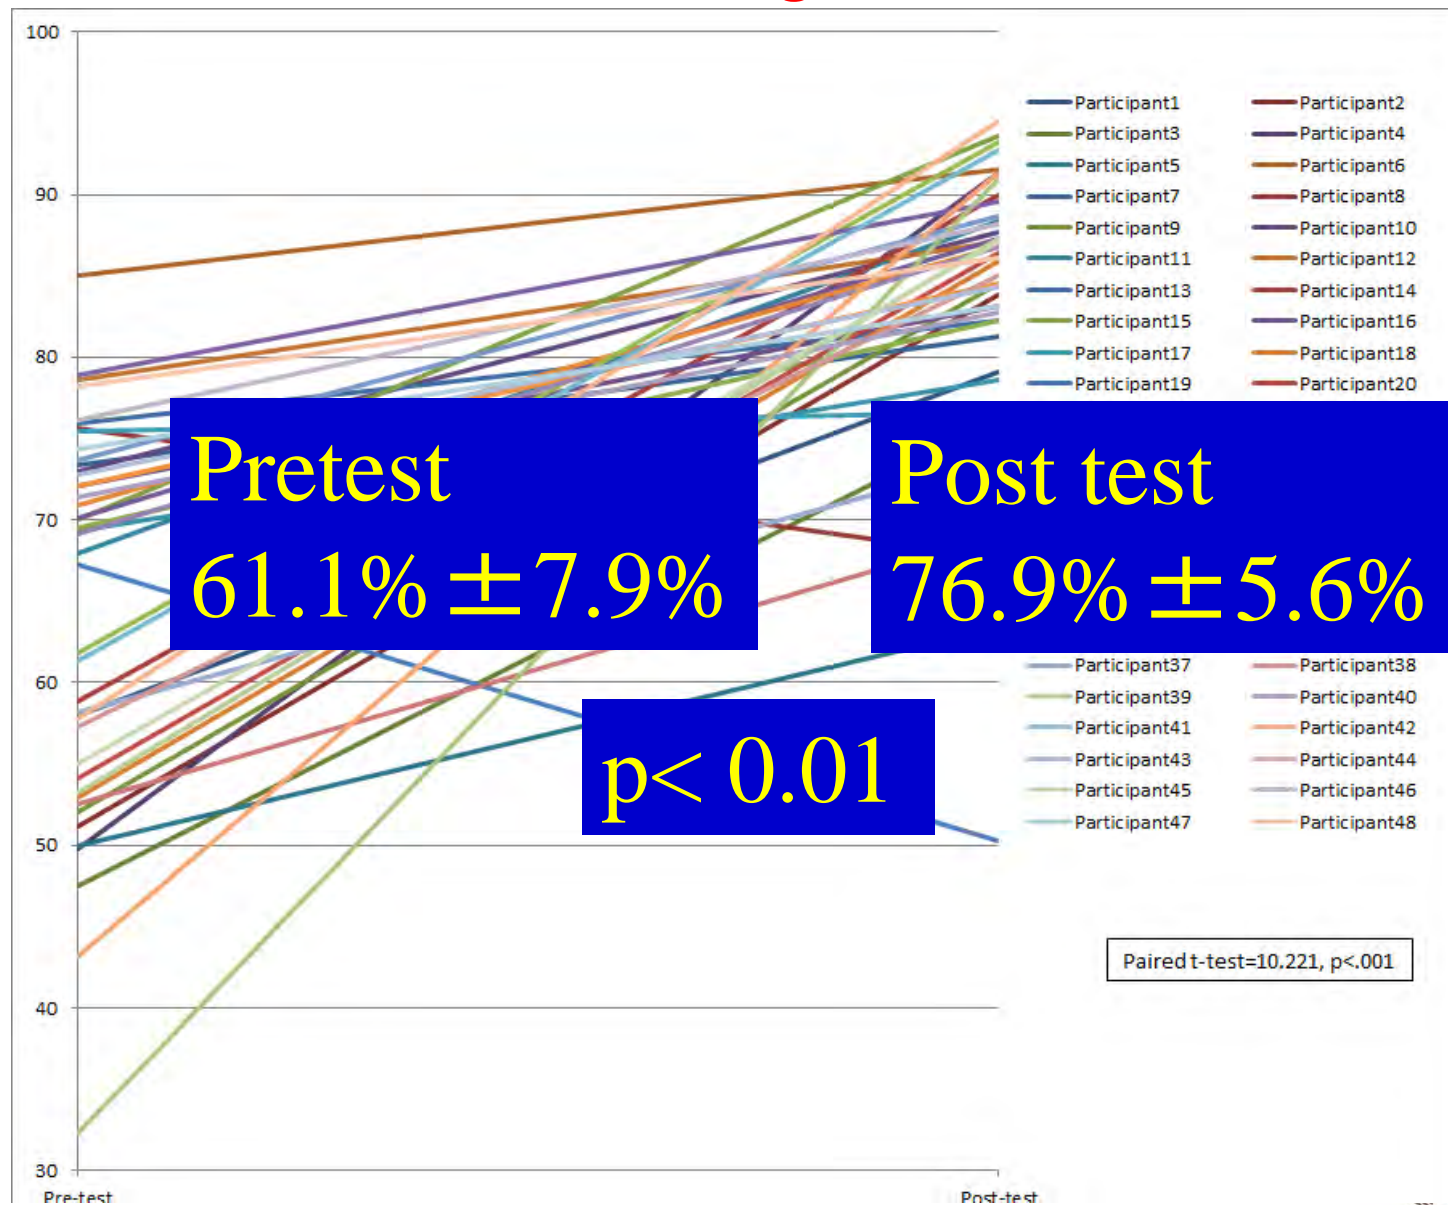 100
90
80
70
60
50
40
30
Pre-test
Post-test
Participant1 Participant2
Participant3 Participant4
Participant5 Participant6
Participant7 Participant8
Participant9 Participant10
Participant11 Participant12
Participant13 Participant14
Participant15 Participant16
Participant17 Participant18
Participant19 Participant20
Pretest
61.1% ±7.9%
Post test
76.9% ±5.6%
p< 0.01
Participant37 Participant38
Participant39 Participant40
Participant41 Participant42
Participant43 Participant44
Participant45 Participant46
Participant47 Participant48
Paired t-test=10.221, p<.001